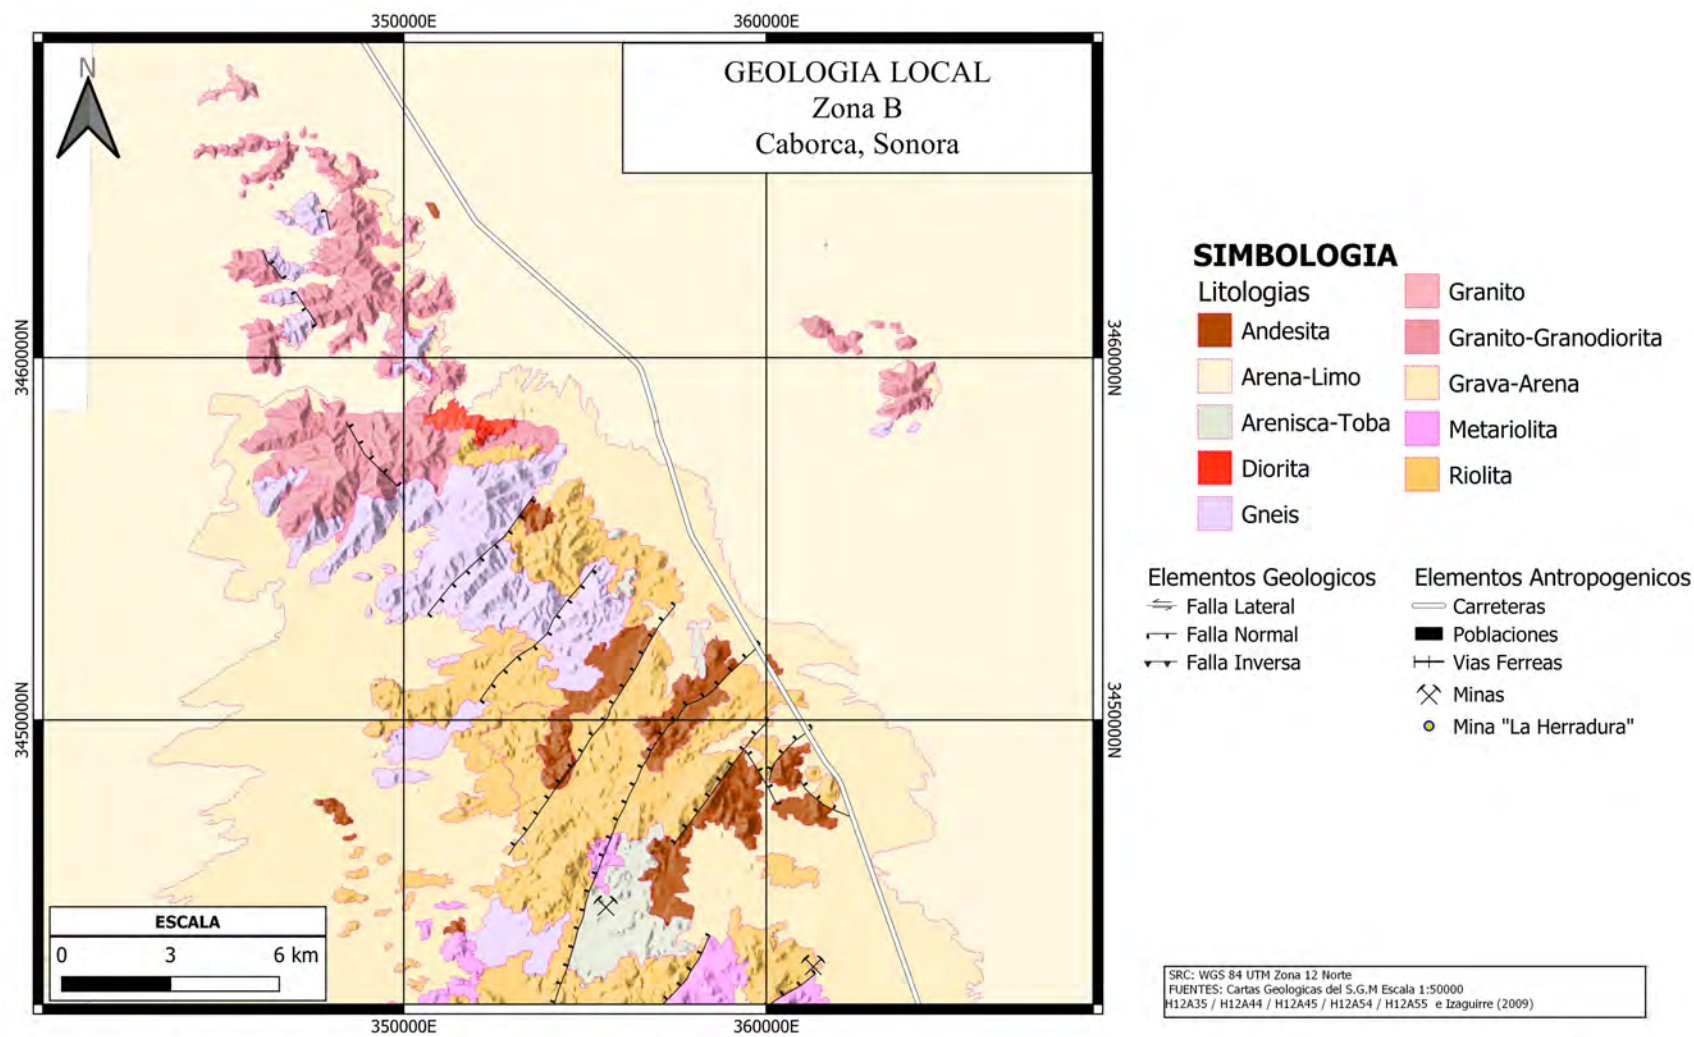 350000E
360000E
GEOLOGIA LOCAL
Zona B
Caborca, Sonora
N
3460000N
3460000N
3450000N
3450000N
ESCALA
0 3 6 km
350000E
360000E
SIMBOLOGIA
Litologias
Andesita
Arena-Limo
Arenisca-Toba
Diorita
Gneis
Granito
Granito-Granodiorita
Grava-Arena
Metariolita
Riolita
Elementos Geologicos
Falla Lateral
Falla Normal
Falla Inversa
Elementos Antropogenicos
Carreteras
Poblaciones
Vias Ferreas
Minas
Mina "La Herradura"
SRC: WGS 84 UTM Zona 12 Norte
FUENTES: Cartas Geologicas del S.G.M Escala 1:50000
H12A35 / H12A44 / H12A45 / H12A54 / H12A55 e Izaguirre (2009)